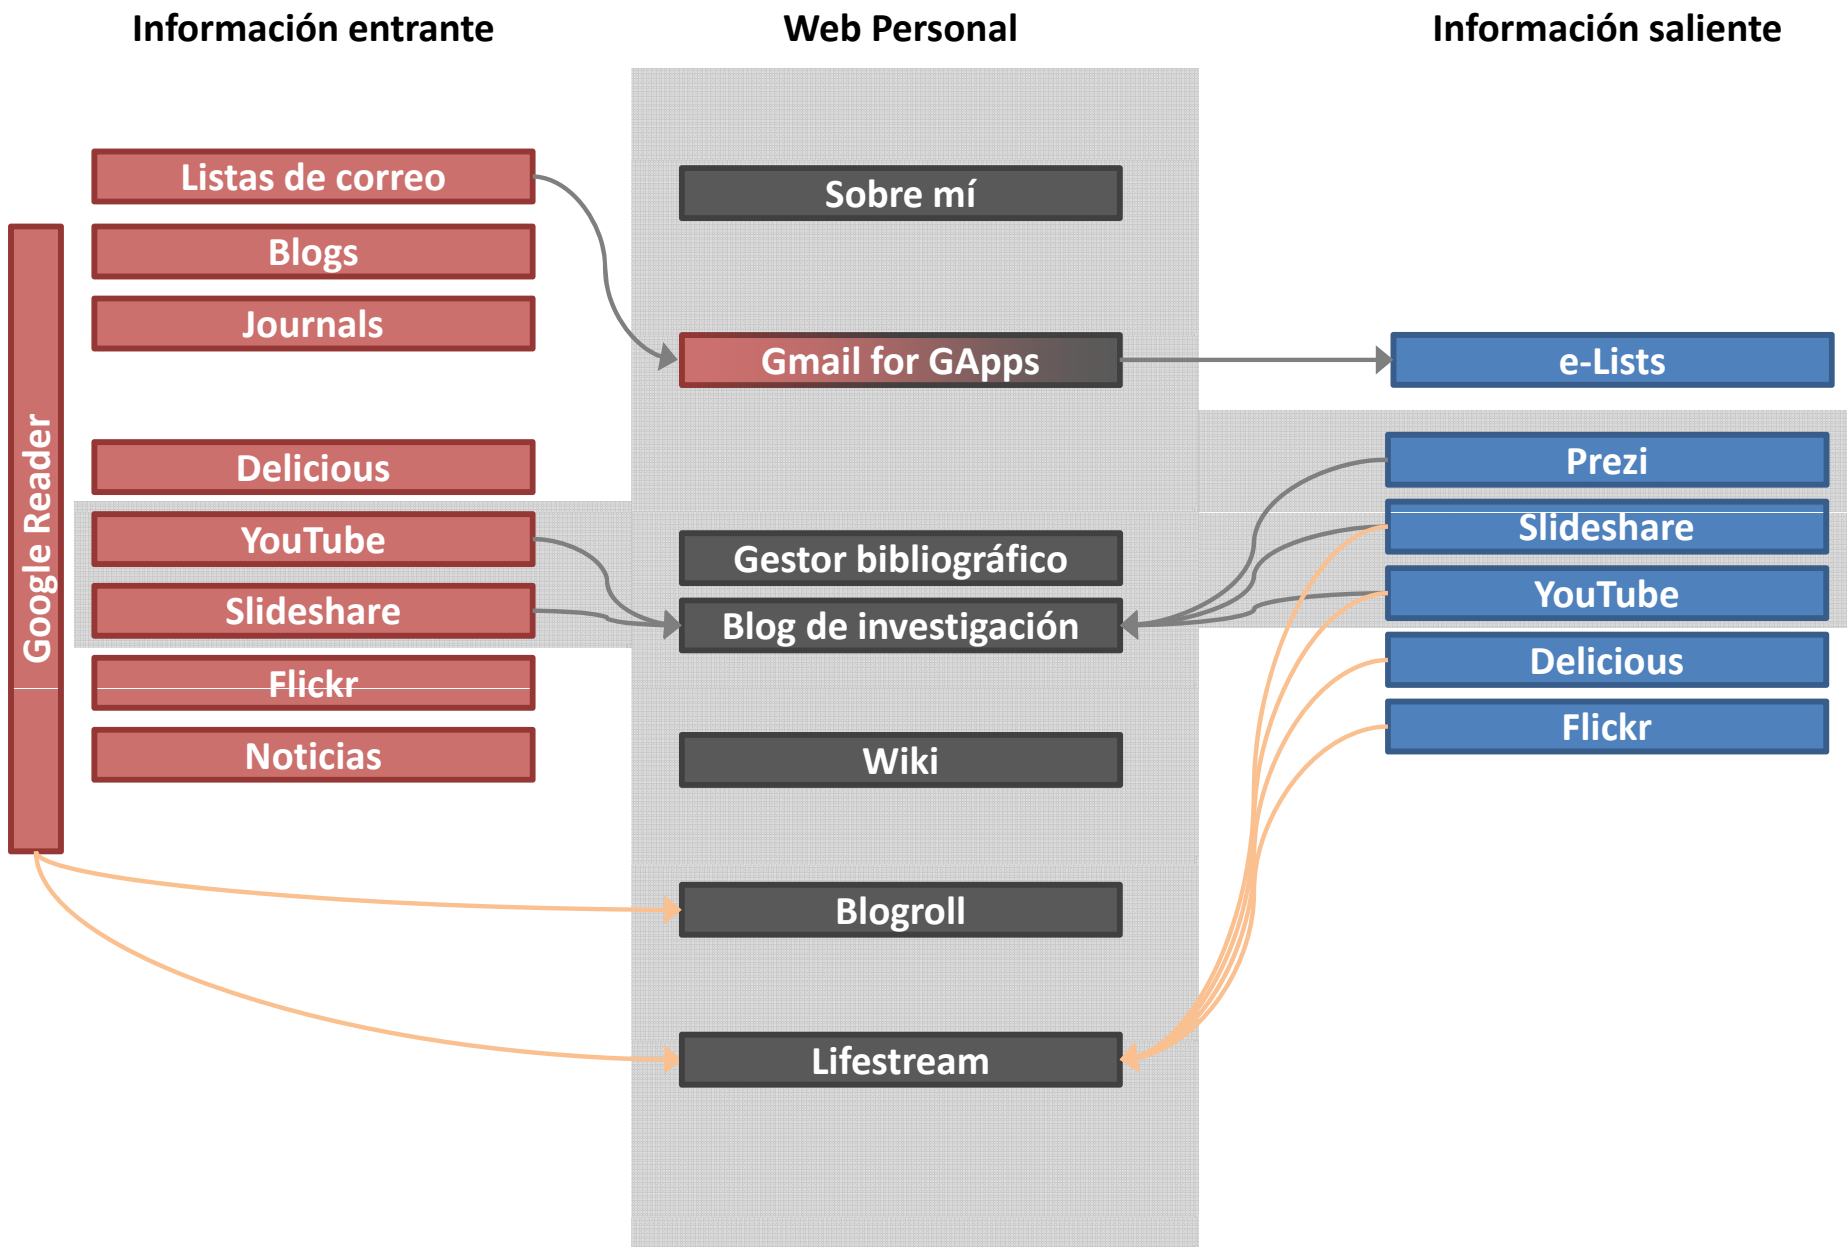 Información entrante
Web Personal
Información saliente
Google Reader
Listas de correo
Blogs
Journals
Delicious
YouTube
Slideshare
Flickr
Noticias
Sobre mí
Gmail for GApps
Gestor bibliográfico
Blog de investigación
Wiki
Blogroll
Lifestream
e-Lists
Prezi
Slideshare
YouTube
Delicious
Flickr